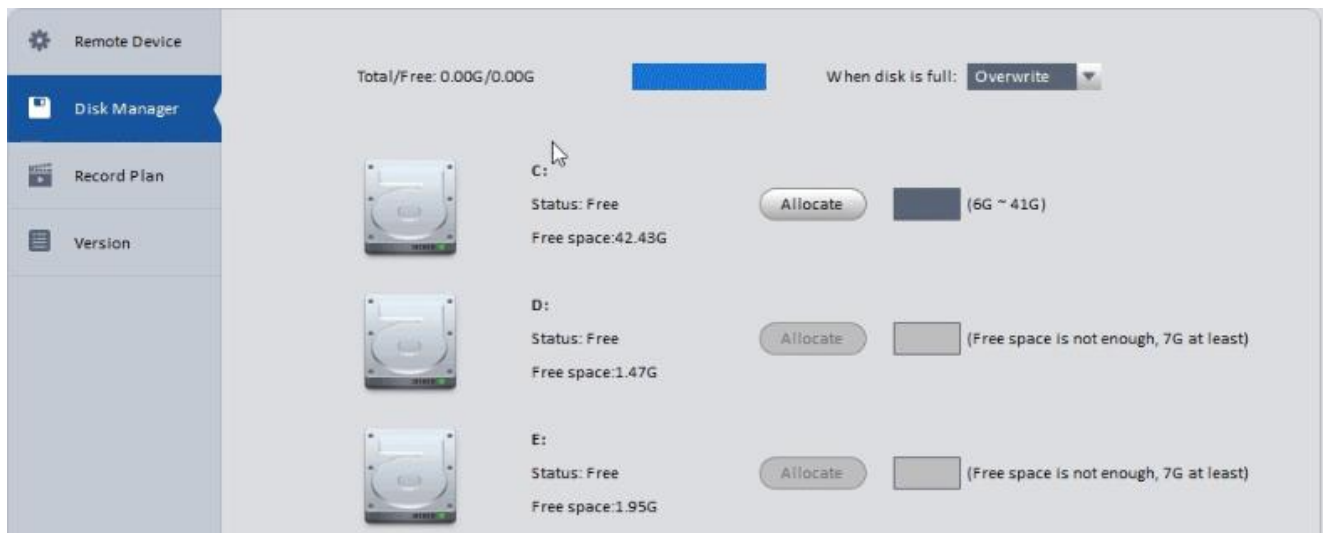 Remote Device
Disk Manager
Record Plan
Version
Total/Free: 0.00G/0.00G
When disk is full: Overwrite
C:
Status: Free
Allocate
(6G ~ 41G)
Free space:42.43G
D:
Status: Free
Allocate
(Free space is not enough, 7G at least)
Free space:1.47G
E:
Status: Free
Allocate
(Free space is not enough, 7G at least)
Free space:1.95G